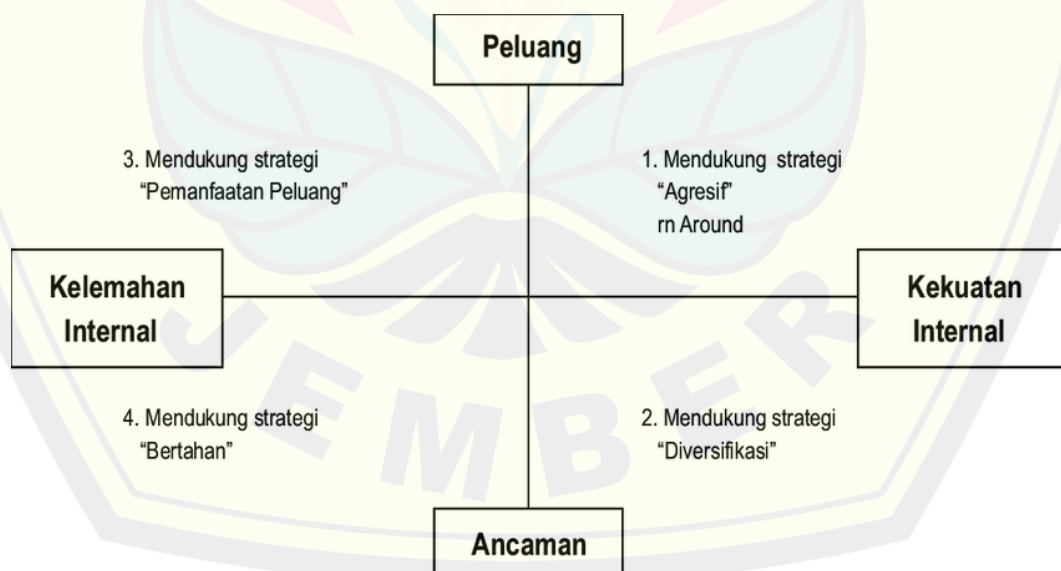 Peluang
3. Mendukung strategi
“Pemanfaatan Peluang”
1. Mendukung strategi
“Agresif”
rn Around
Kelemahan
Internal
Kekuatan
Internal
4. Mendukung strategi
“Bertahan”
2. Mendukung strategi
“Diversifikasi”
Ancaman
JEMBER